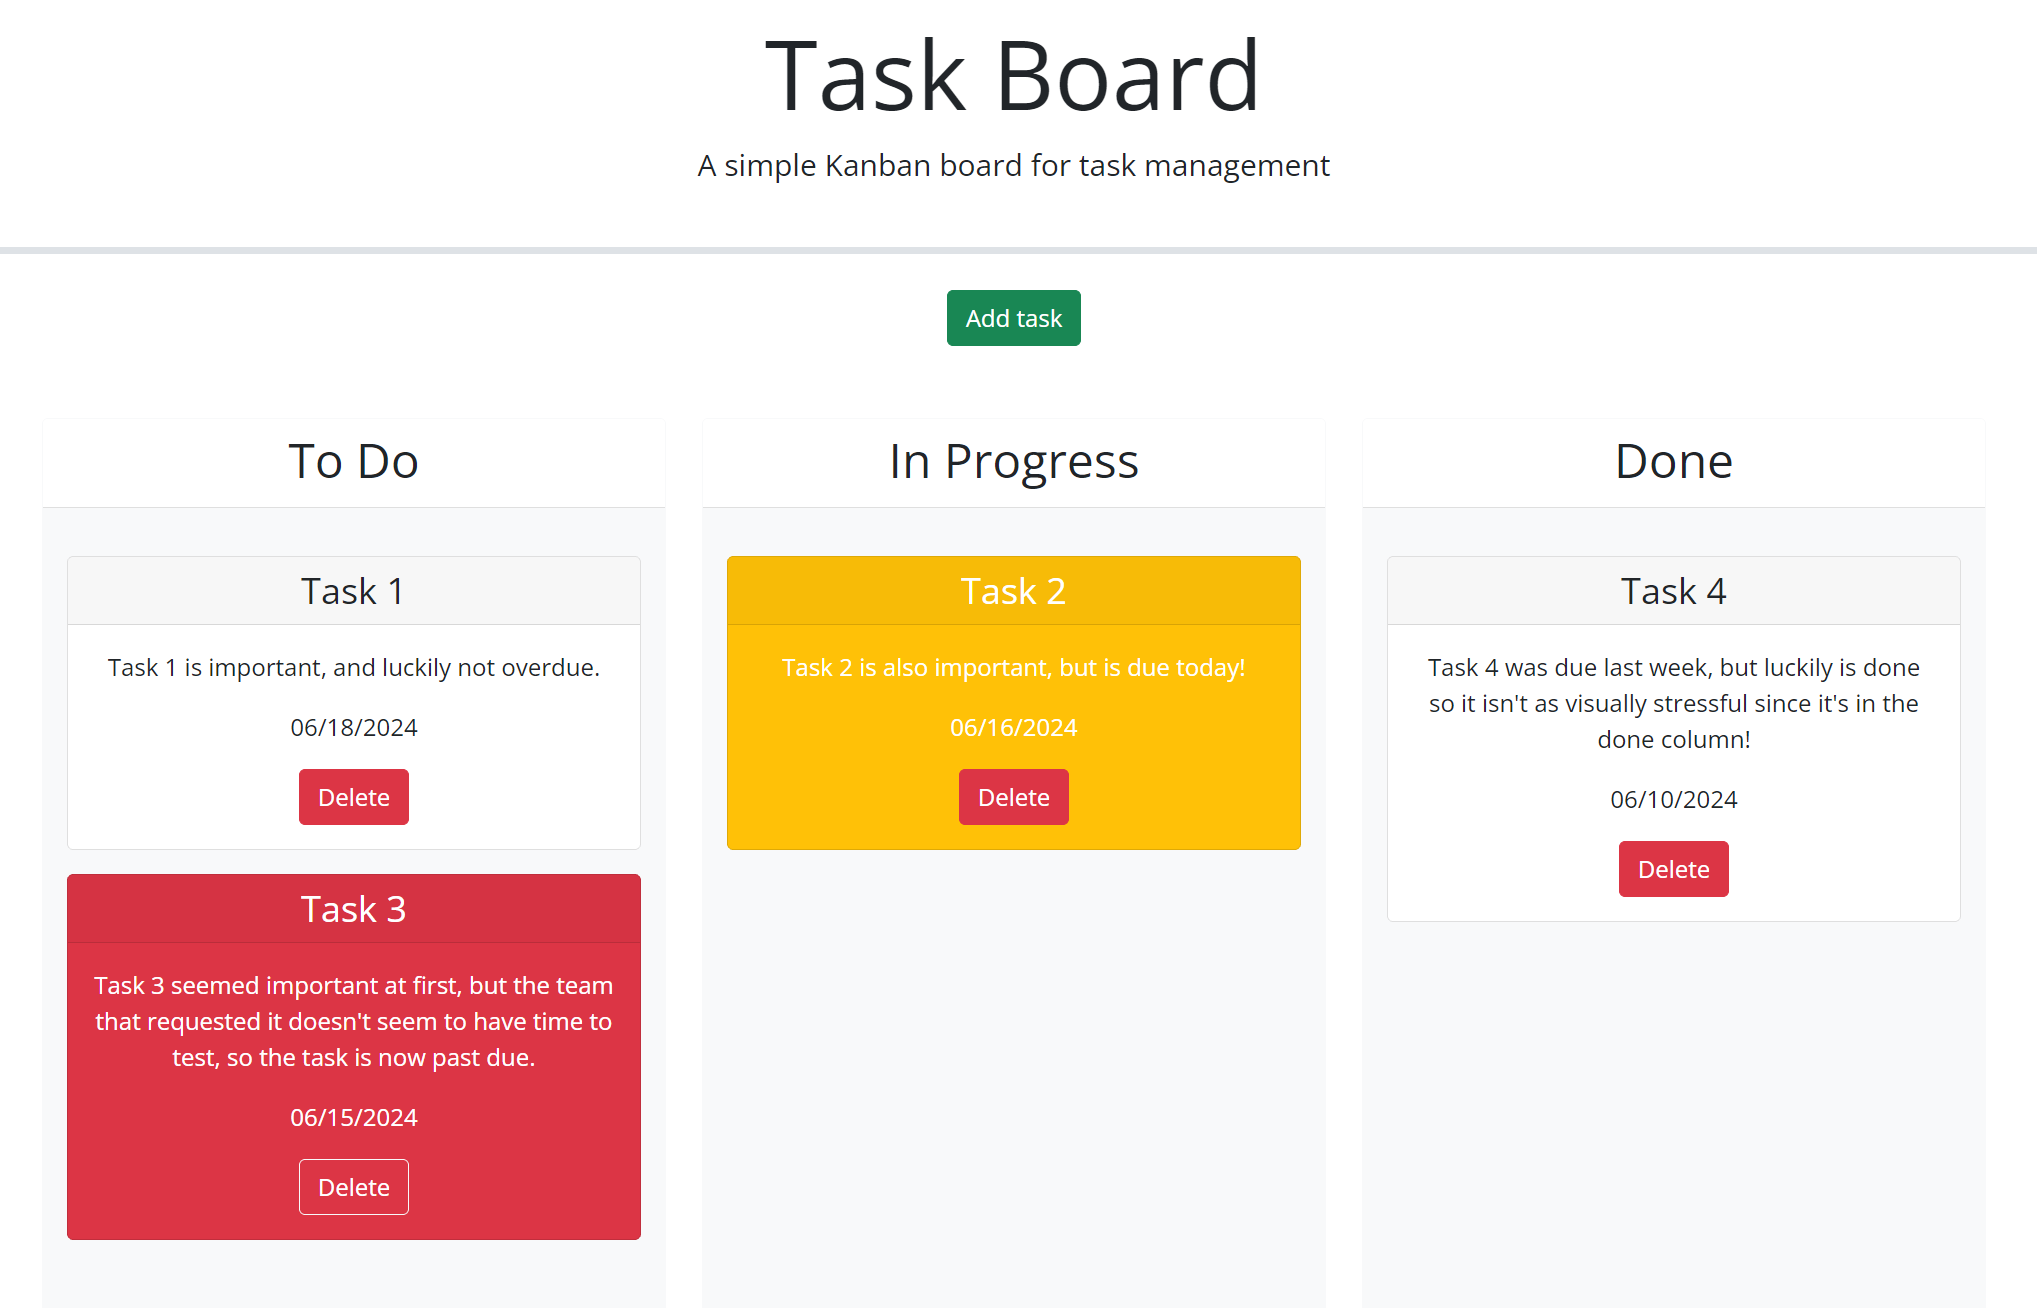 Task Board
A simple Kanban board for task management
Add task
To Do
Task 1
Task 1 is important, and luckily not overdue.
06/18/2024
Delete
Task 3
Task 3 seemed important at first, but the team
that requested it doesn't seem to have time to
test, so the task is now past due.
06/15/2024
Delete
In Progress
Task 2
Task 2 is also important, but is due today!
06/16/2024
Delete
Done
Task 4
Task 4 was due last week, but luckily is done
so it isn't as visually stressful since it's in the
done column!
06/10/2024
Delete